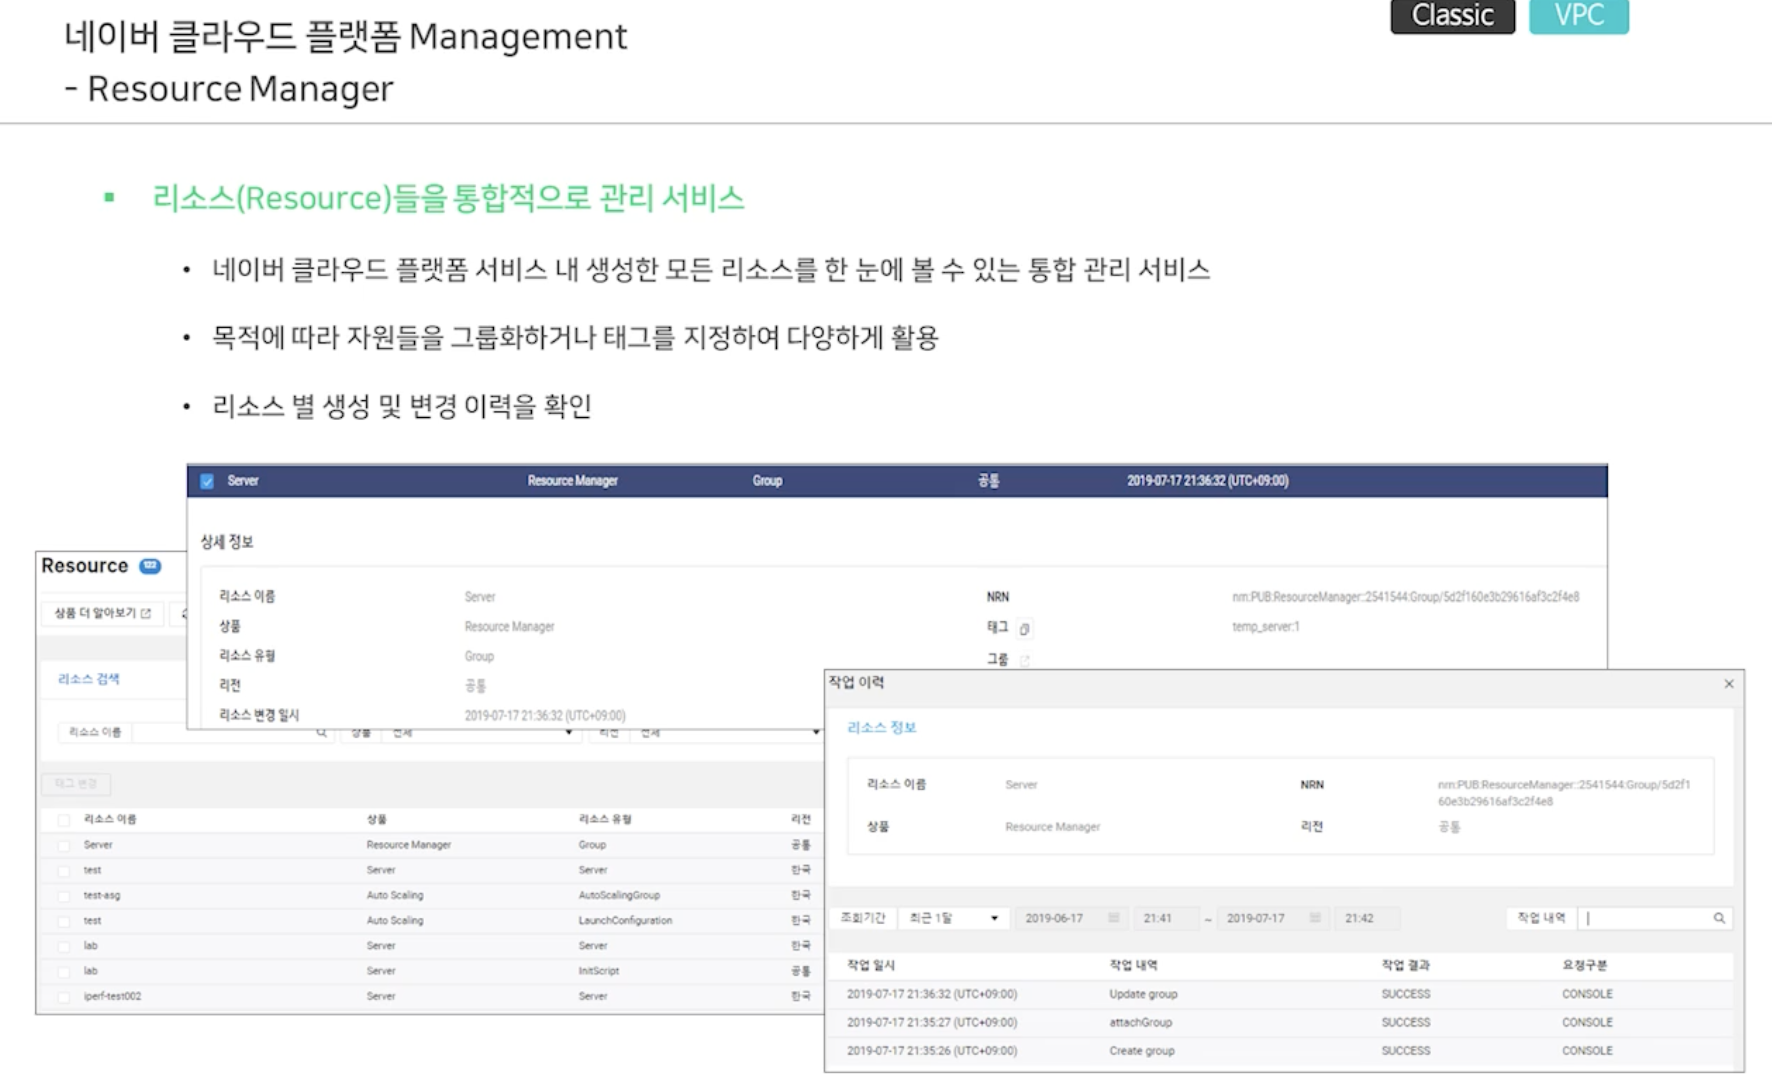 네이버 클라우드 플랫폼 Management
- Resource Manager
Classic
VPC
▪ 리소스(Resource)들을 통합적으로 관리 서비스
• 네이버 클라우드 플랫폼 서비스 내 생성한 모든 리소스를 한 눈에 볼 수 있는 통합 관리 서비스
• 목적에 따라 자원들을 그룹화하거나 태그를 지정하여 다양하게 활용
• 리소스 별 생성 및 변경 이력을 확인
Server Resource Manager Group 공통 2019-07-17 21:36:32 (UTC+09:00)
상세 정보
리소스 이름 Server NRN nrn:PUB:ResourceManager::2541544:Group/5d2f160e3b29616af3c2f4e8
상품 Resource Manager 태그 temp_server:1
리소스 유형 Group 그룹
리전 공통
리소스 변경 일시 2019-07-17 21:36:32 (UTC+09:00)
Resource 122
상품 더 알아보기
리소스 검색
리소스 이름 상품 전체 리전 전체
태그 변경
리소스 이름 상품 리소스 유형 리전
Server Resource Manager Group 공통
test Server Server 한국
test-asg Auto Scaling AutoScalingGroup 한국
test Auto Scaling LaunchConfiguration 한국
lab Server Server 한국
lab Server InitScript 공통
iperf-test002 Server Server 한국
작업 이력
리소스 정보
리소스 이름 Server NRN nrn:PUB:ResourceManager::2541544:Group/5d2f1
60e3b29616af3c2f4e8
상품 Resource Manager 리전 공통
조회기간 최근 1달 2019-06-17 21:41 ~ 2019-07-17 21:42 작업 내역
작업 일시 작업 내역 작업 결과 요청구분
2019-07-17 21:36:32 (UTC+09:00) Update group SUCCESS CONSOLE
2019-07-17 21:35:27 (UTC+09:00) attachGroup SUCCESS CONSOLE
2019-07-17 21:35:26 (UTC+09:00) Create group SUCCESS CONSOLE